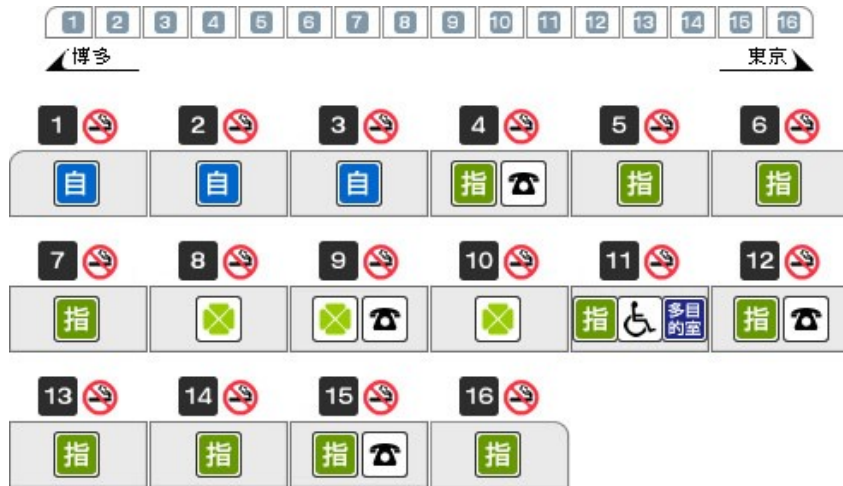 1 2 3 4 5 6 7 8 9 10 11 12 13 14 15 16
博多 東京
1 2 3 4 5 6
自 自 自 指 指 指
7 8 9 10 11 12
指 指 多目的室 指
13 14 15 16
指 指 指 指